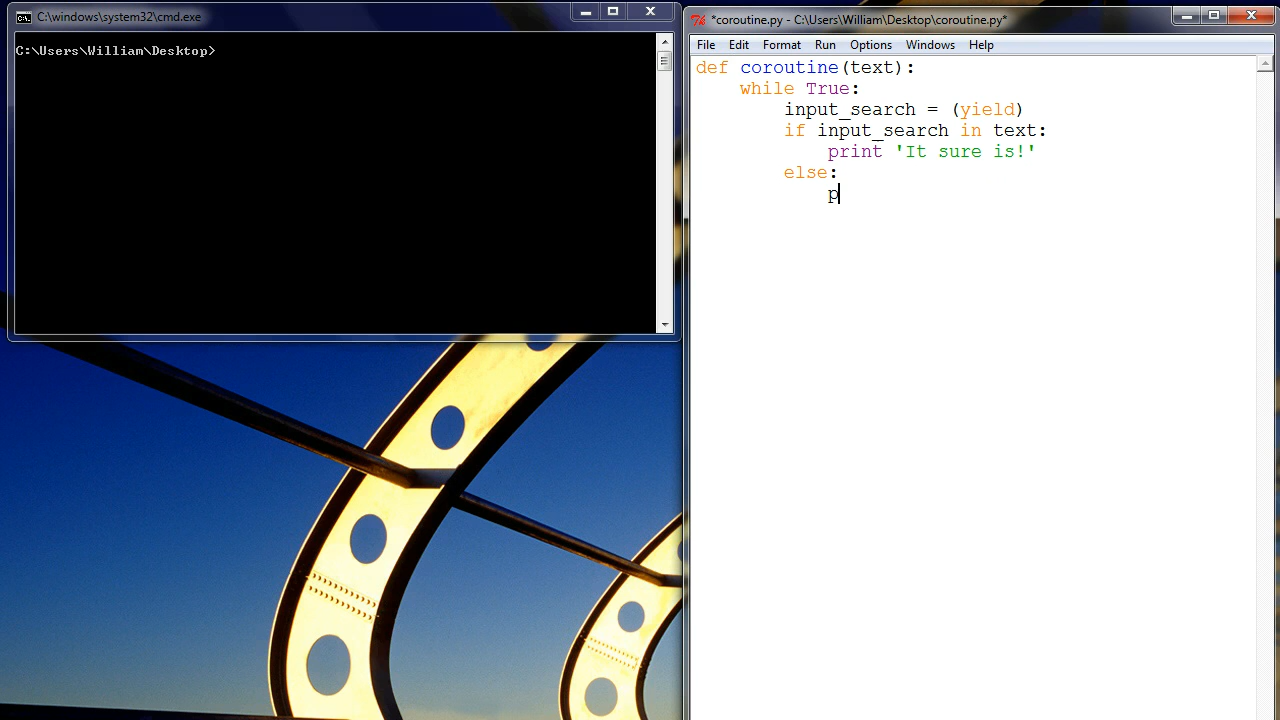 C:\windows\system32\cmd.exe
C:\Users\William\Desktop>
*coroutine.py - C:\Users\William\Desktop\coroutine.py*
File Edit Format Run Options Windows Help
def coroutine(text):
    while True:
        input_search = (yield)
        if input_search in text:
            print 'It sure is!'
        else:
            p